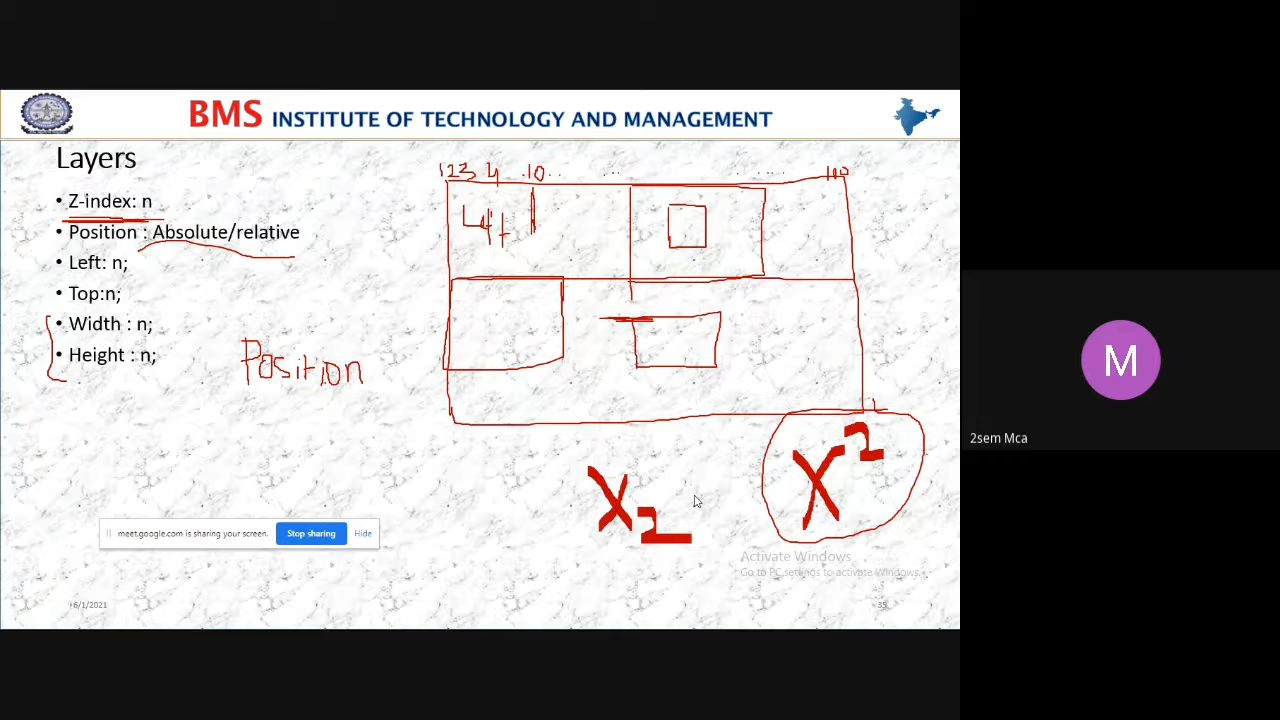 BMS INSTITUTE OF TECHNOLOGY AND MANAGEMENT
Layers
• Z-index: n
• Position : Absolute/relative
• Left: n;
• Top:n;
• Width : n;
• Height : n;
Position
123 4 .10.. ... .....
Left
X2
X2
M
2sem Mca
meet.google.com is sharing your screen. Stop sharing Hide
Activate Windows
Go to PC settings to activate Windows.
6/1/2021
35